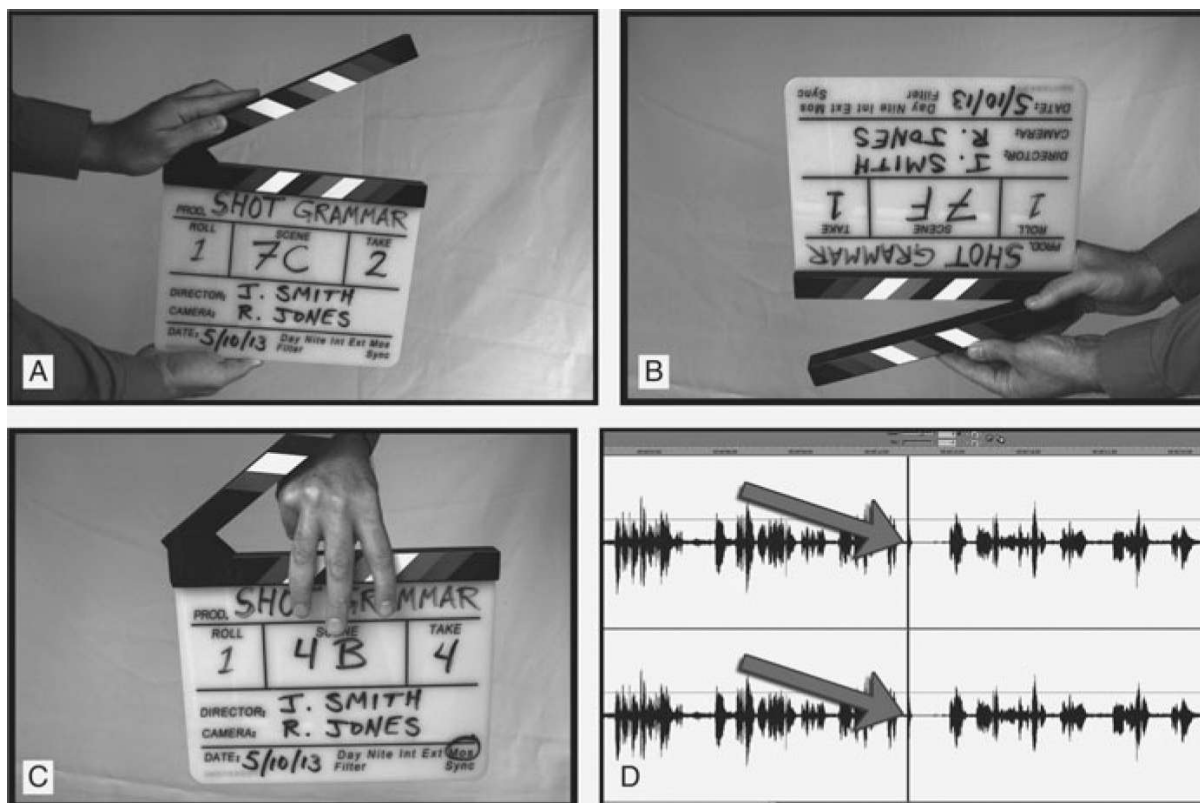 PROD. SHOT GRAMMAR
ROLL SCENE TAKE
1 7C 2
DIRECTOR: J. SMITH
CAMERA: R. JONES
DATE: 5/10/13 Day Nite Int Ext Mos
Filter Sync
A
PROD. SHOT GRAMMAR
ROLL SCENE TAKE
1 7F 1
DIRECTOR: J. SMITH
CAMERA: R. JONES
DATE: 5/10/13 Day Nite Int Ext Mos
Filter Sync
B
PROD. SHOT GRAMMAR
ROLL SCENE TAKE
1 4B 4
DIRECTOR: J. SMITH
CAMERA: R. JONES
DATE: 5/10/13 Day Nite Int Ext Mos
Filter Sync
C
D